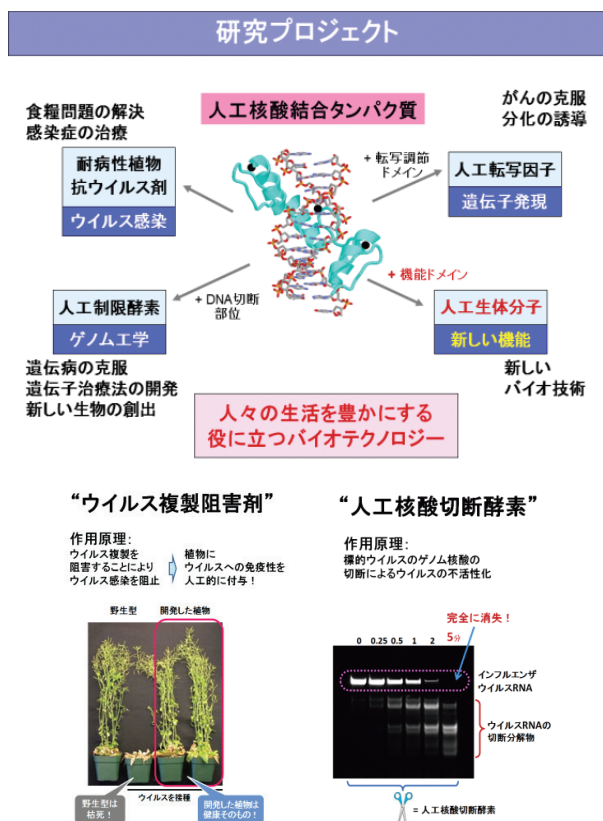 研究プロジェクト
人工核酸結合タンパク質
食糧問題の解決
感染症の治療
耐病性植物
抗ウイルス剤
ウイルス感染
がんの克服
分化の誘導
+ 転写調節
ドメイン
人工転写因子
遺伝子発現
人工制限酵素
ゲノム工学
+ DNA切断
部位
遺伝病の克服
遺伝子治療法の開発
新しい生物の創出
+ 機能ドメイン
人工生体分子
新しい機能
新しい
バイオ技術
人々の生活を豊かにする
役に立つバイオテクノロジー
“ウイルス複製阻害剤”
作用原理:
ウイルス複製を
阻害することにより
ウイルス感染を阻止
植物に
ウイルスへの免疫性を
人工的に付与!
野生型
開発した植物
ウイルスを接種
野生型は
枯死!
開発した植物は
健康そのもの!
“人工核酸切断酵素”
作用原理:
標的ウイルスのゲノム核酸の
切断によるウイルスの不活性化
完全に消失!
0 0.25 0.5 1 2 5分
インフルエンザ
ウイルスRNA
ウイルスRNAの
切断分解物
= 人工核酸切断酵素